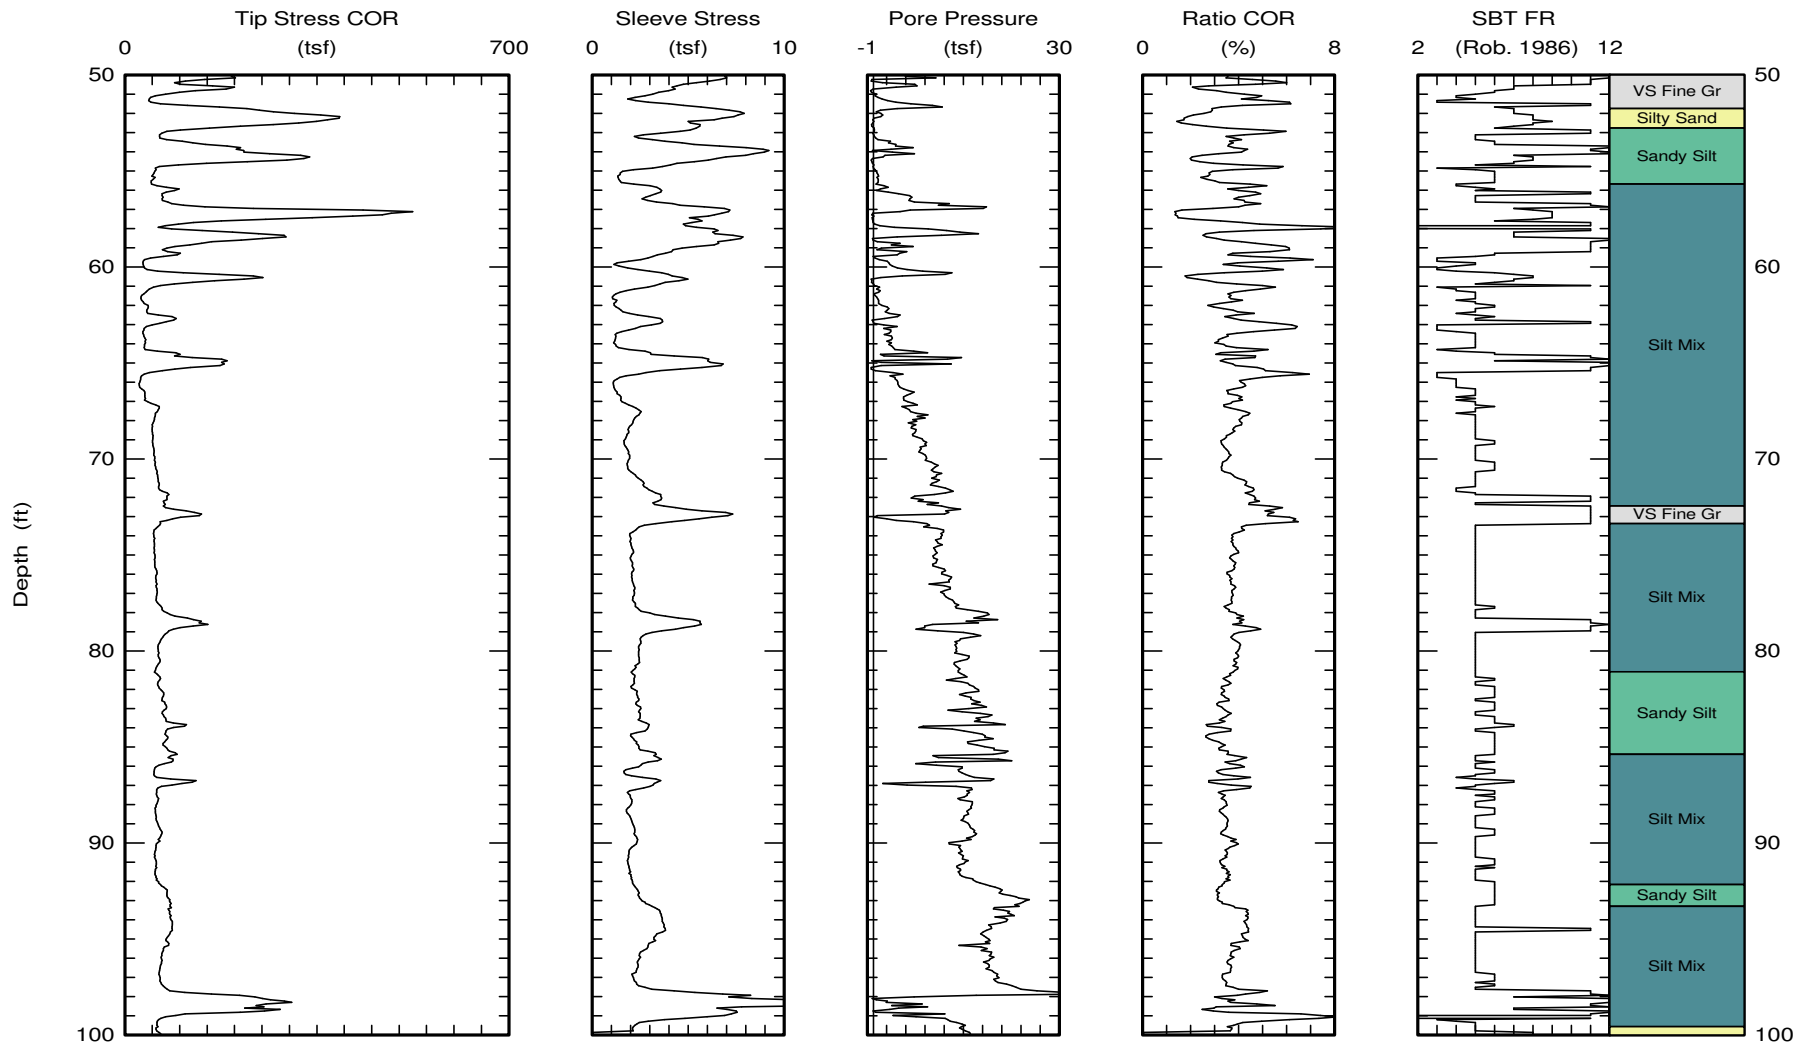 Tip Stress COR Sleeve Stress Pore Pressure Ratio COR SBT FR
0 (tsf) 700 0 (tsf) 10 -1 (tsf) 30 0 (%) 8 2 (Rob. 1986) 12
50 50
VS Fine Gr
Silty Sand
Sandy Silt
60 60
Silt Mix
70 70
VS Fine Gr
Depth (ft)
Silt Mix
80 80
Sandy Silt
Silt Mix
90 90
Sandy Silt
Silt Mix
100 100